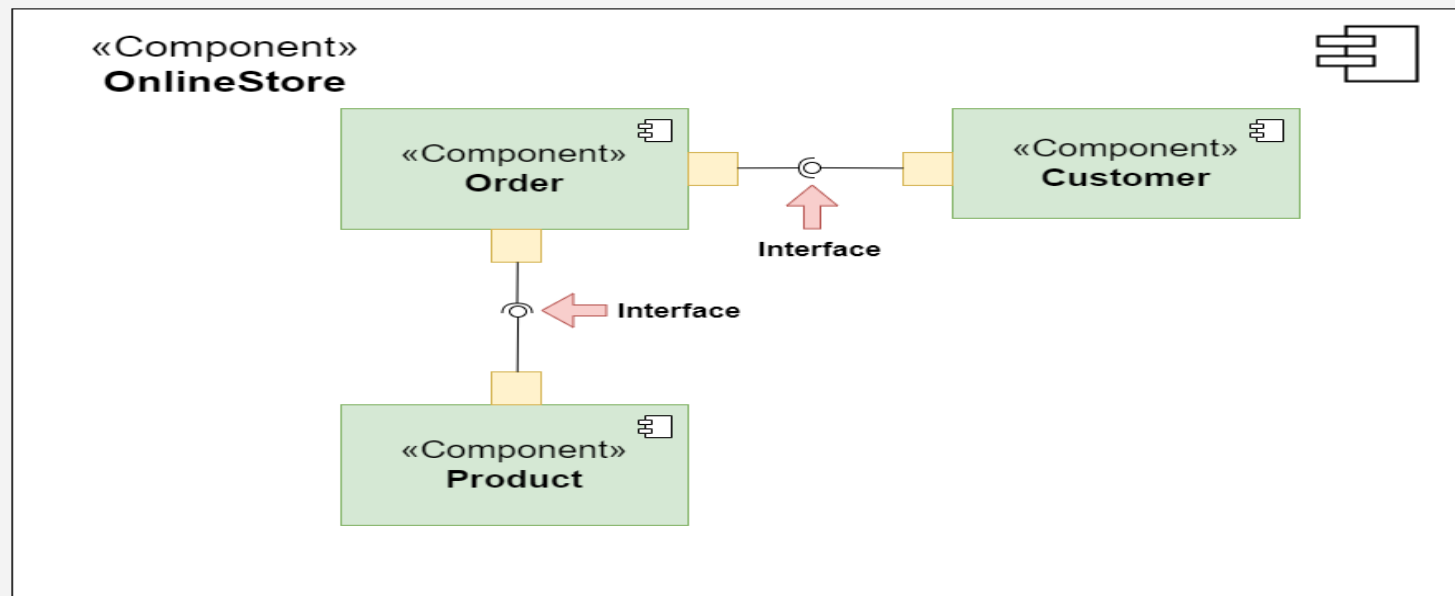 «Component»
OnlineStore
«Component»
Order
«Component»
Customer
Interface
Interface
«Component»
Product